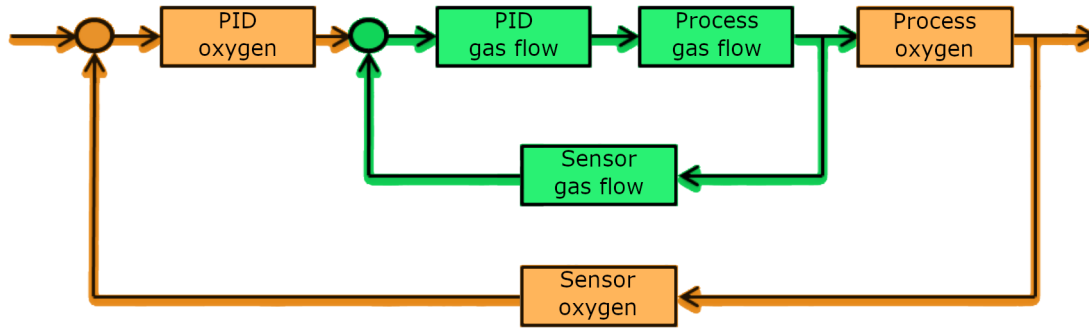 PID
oxygen
PID
gas flow
Process
gas flow
Process
oxygen
Sensor
gas flow
Sensor
oxygen